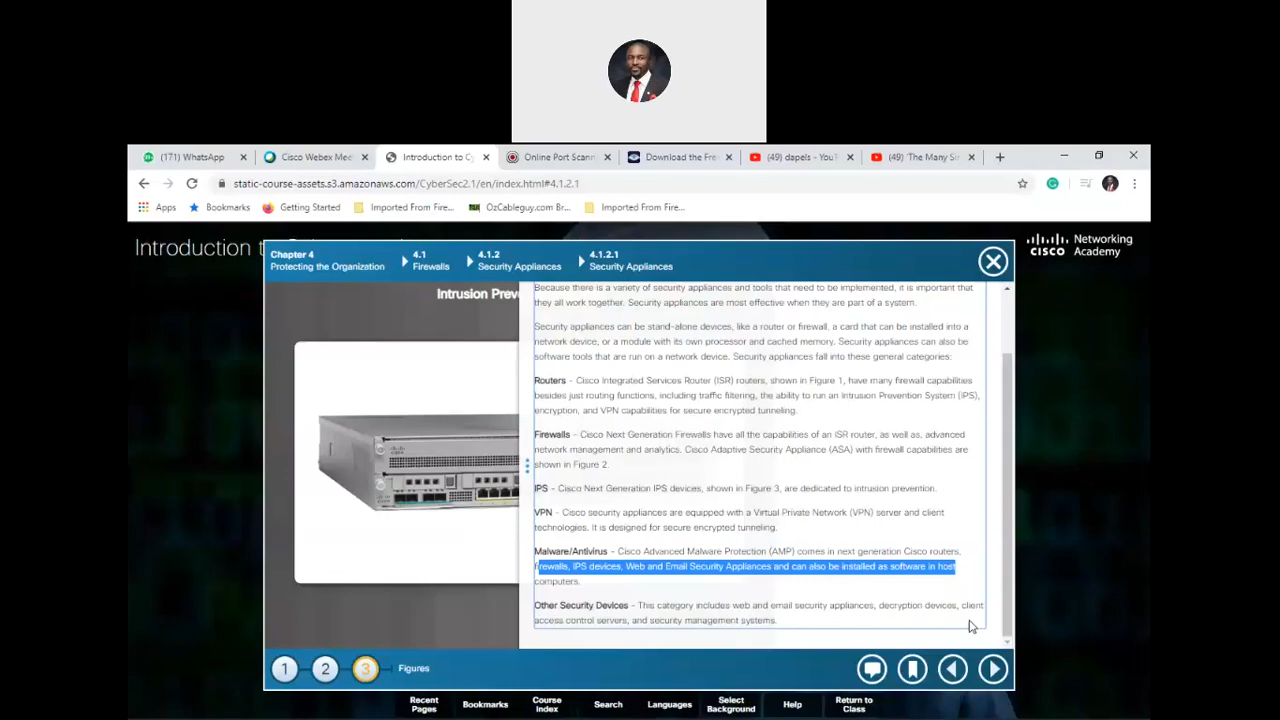 (171) WhatsApp
Cisco Webex Mee
Introduction to Cy
Online Port Scann
Download the Fre
(49) dapels - YouT
(49) 'The Many Sir
static-course-assets.s3.amazonaws.com/CyberSec2.1/en/index.html#4.1.2.1
Apps
Bookmarks
Getting Started
Imported From Fire...
OzCableguy.com Br...
Imported From Fire...
Introduction t
Networking
CISCO Academy
Chapter 4
Protecting the Organization
4.1
Firewalls
4.1.2
Security Appliances
4.1.2.1
Security Appliances
Intrusion Prev
Because there is a variety of security appliances and tools that need to be implemented, it is important that
they all work together. Security appliances are most effective when they are part of a system.
Security appliances can be stand-alone devices, like a router or firewall, a card that can be installed into a
network device, or a module with its own processor and cached memory. Security appliances can also be
software tools that are run on a network device. Security appliances fall into these general categories:
Routers – Cisco Integrated Services Router (ISR) routers, shown in Figure 1, have many firewall capabilities
besides just routing functions, including traffic filtering, the ability to run an Intrusion Prevention System (IPS),
encryption, and VPN capabilities for secure encrypted tunneling.
Firewalls – Cisco Next Generation Firewalls have all the capabilities of an ISR router, as well as, advanced
network management and analytics. Cisco Adaptive Security Appliance (ASA) with firewall capabilities are
shown in Figure 2.
IPS – Cisco Next Generation IPS devices, shown in Figure 3, are dedicated to intrusion prevention.
VPN – Cisco security appliances are equipped with a Virtual Private Network (VPN) server and client
technologies. It is designed for secure encrypted tunneling.
Malware/Antivirus – Cisco Advanced Malware Protection (AMP) comes in next generation Cisco routers,
firewalls, IPS devices, Web and Email Security Appliances and can also be installed as software in host
computers.
Other Security Devices – This category includes web and email security appliances, decryption devices, client
access control servers, and security management systems.
1 2 3 Figures
Recent
Pages
Bookmarks
Course
Index
Search
Languages
Select
Background
Help
Return to
Class